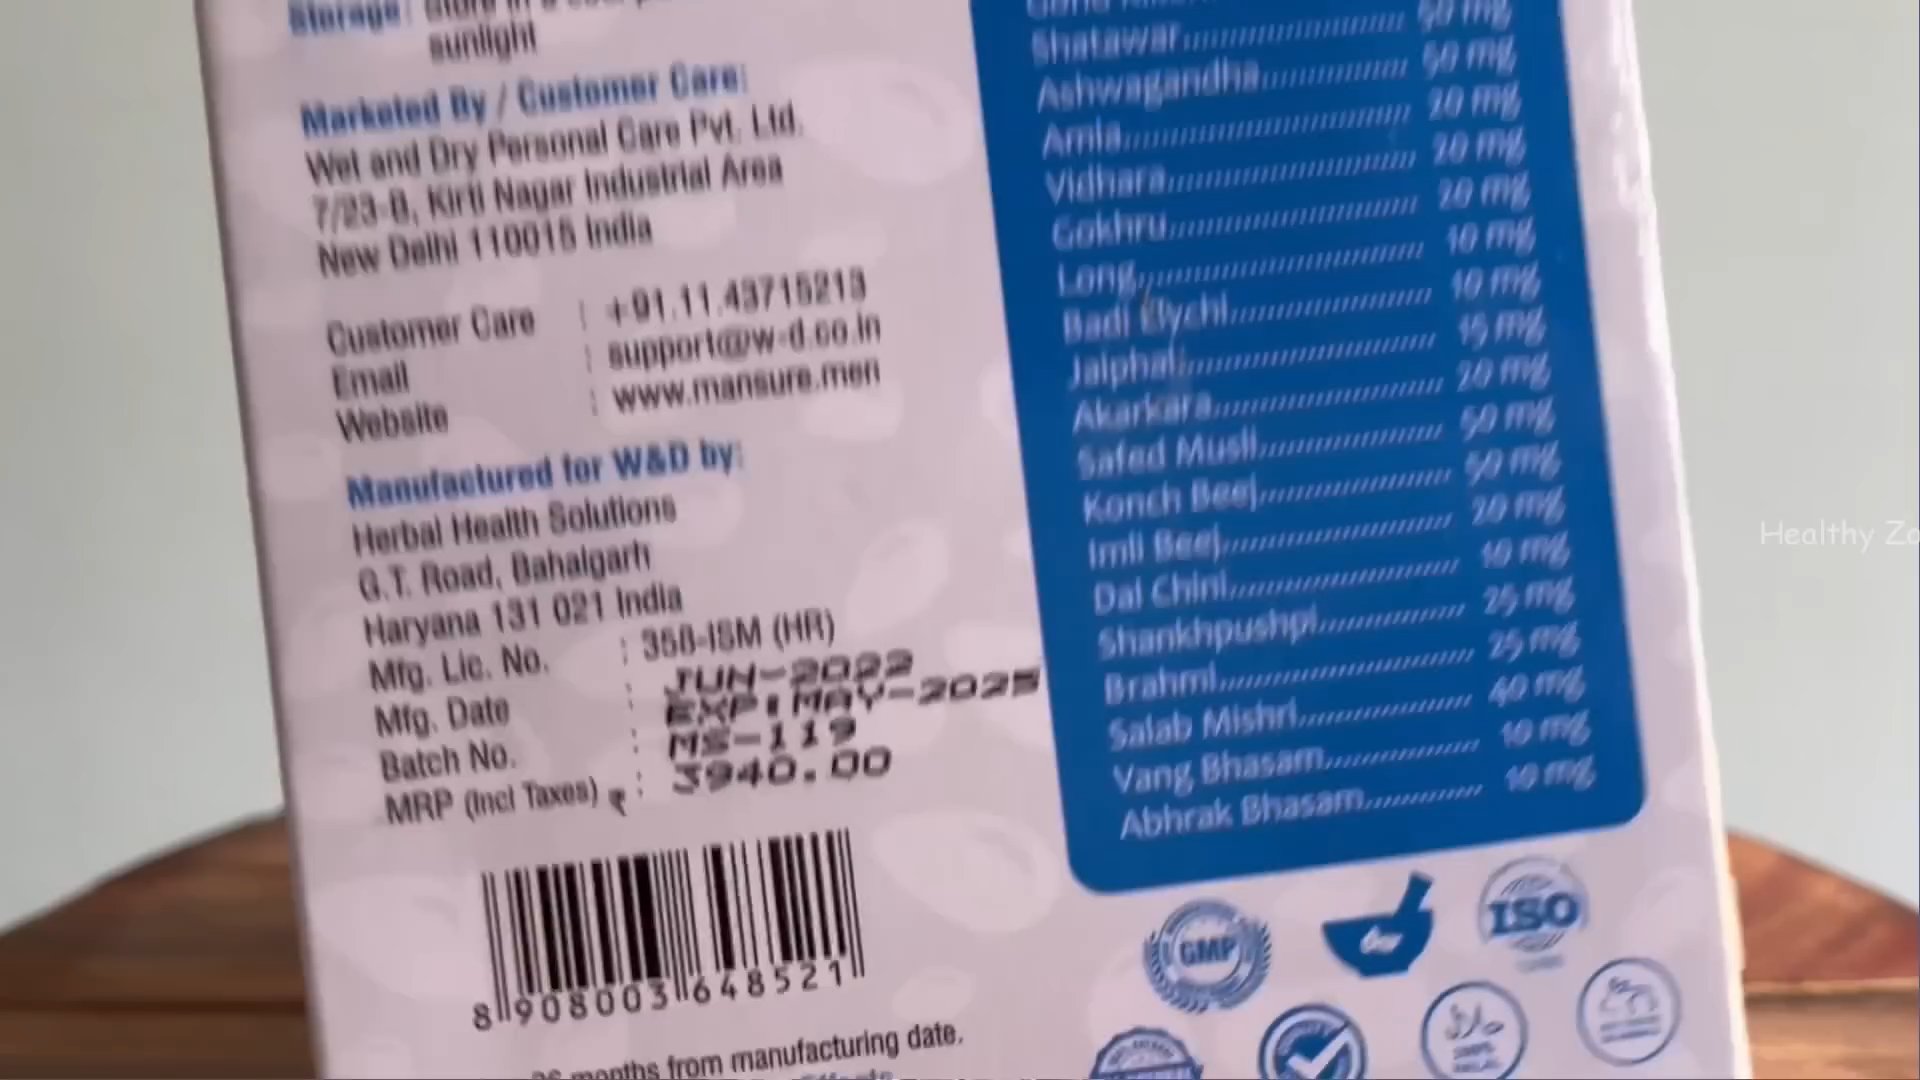 Storage: Store in a
sunlight
Marketed By / Customer Care:
Wet and Dry Personal Care Pvt. Ltd.
7/23-B, Kirti Nagar Industrial Area
New Delhi 110015 India
Customer Care : +91.11.43715213
Email : support@w-d.co.in
Website : www.mansure.men
Manufactured for W&D by:
Herbal Health Solutions
G.T. Road, Bahalgarh
Haryana 131 021 India
Mfg. Lic. No. : 358-ISM (HR)
Mfg. Date : JUN-2022
EXP:MAY-2025
Batch No. : MS-119
MRP (Incl Taxes) ₹ : 3940.00
8 908003 648521
months from manufacturing date.
Shatawar 50 mg
Ashwagandha 50 mg
Amla 20 mg
Vidhara 20 mg
Gokhru 20 mg
Long 10 mg
Badi Elychi 10 mg
Jaiphal 15 mg
Akarkara 20 mg
Safed Musli 50 mg
Konch Beej 50 mg
Imli Beej 20 mg
Dal Chini 10 mg
Shankhpushpi 25 mg
Brahmi 25 mg
Salab Mishri 40 mg
Vang Bhasam 10 mg
Abhrak Bhasam 10 mg
GMP
ISO
Healthy Zo